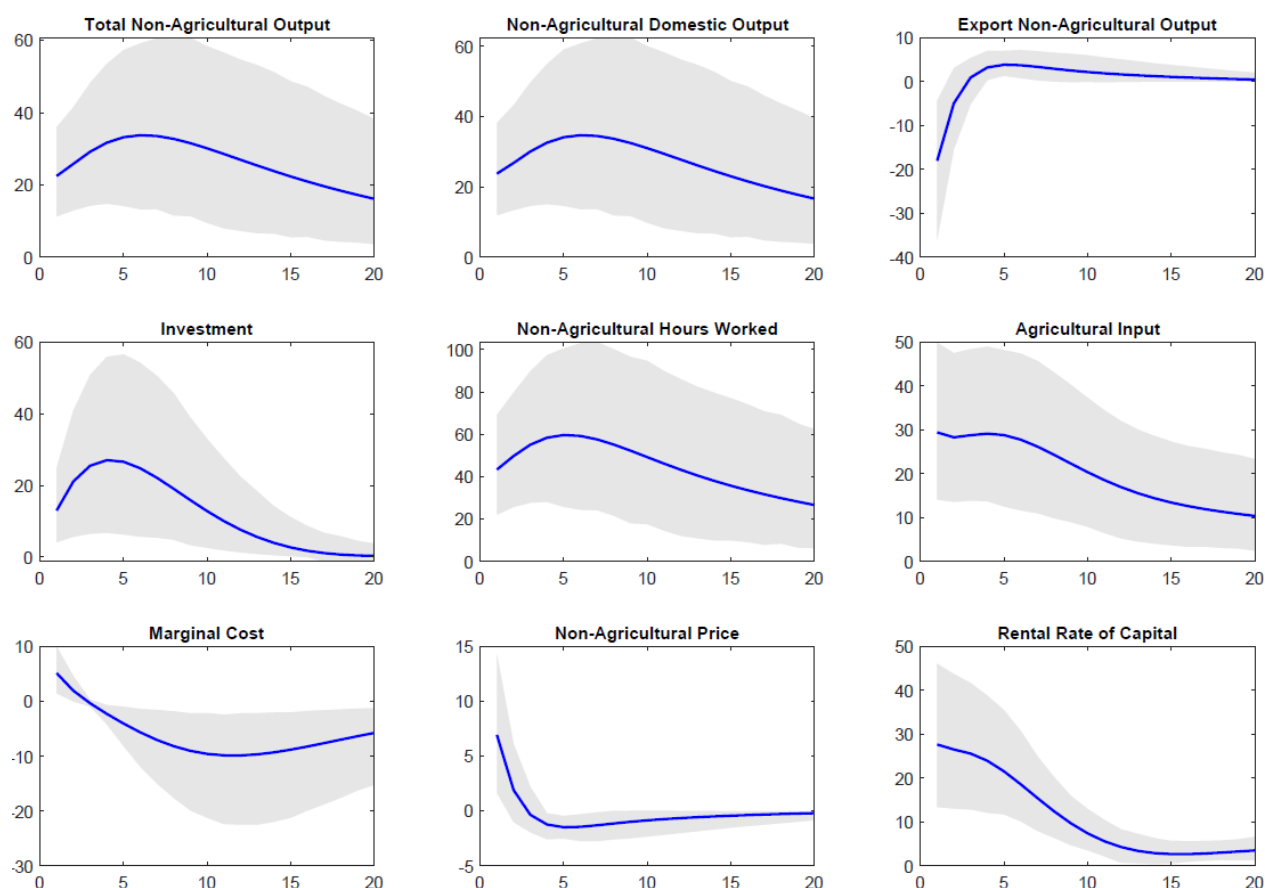 Total Non-Agricultural Output
60
40
20
0
0 5 10 15 20
Non-Agricultural Domestic Output
60
40
20
0
0 5 10 15 20
Export Non-Agricultural Output
10
0
-10
-20
-30
-40
0 5 10 15 20
Investment
60
40
20
0
0 5 10 15 20
Non-Agricultural Hours Worked
100
80
60
40
20
0
0 5 10 15 20
Agricultural Input
50
40
30
20
10
0
0 5 10 15 20
Marginal Cost
10
0
-10
-20
-30
0 5 10 15 20
Non-Agricultural Price
15
10
5
0
-5
0 5 10 15 20
Rental Rate of Capital
50
40
30
20
10
0
0 5 10 15 20